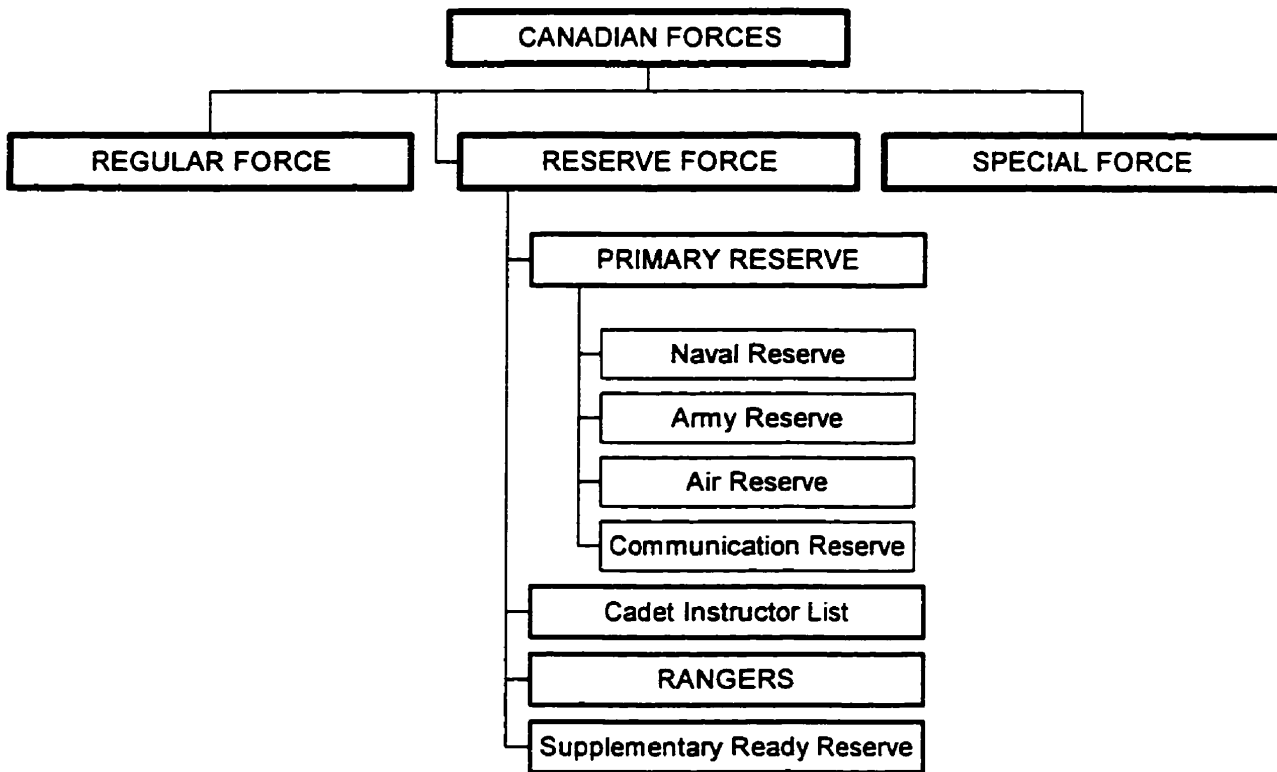 CANADIAN FORCES
REGULAR FORCE
RESERVE FORCE
SPECIAL FORCE
PRIMARY RESERVE
Naval Reserve
Army Reserve
Air Reserve
Communication Reserve
Cadet Instructor List
RANGERS
Supplementary Ready Reserve